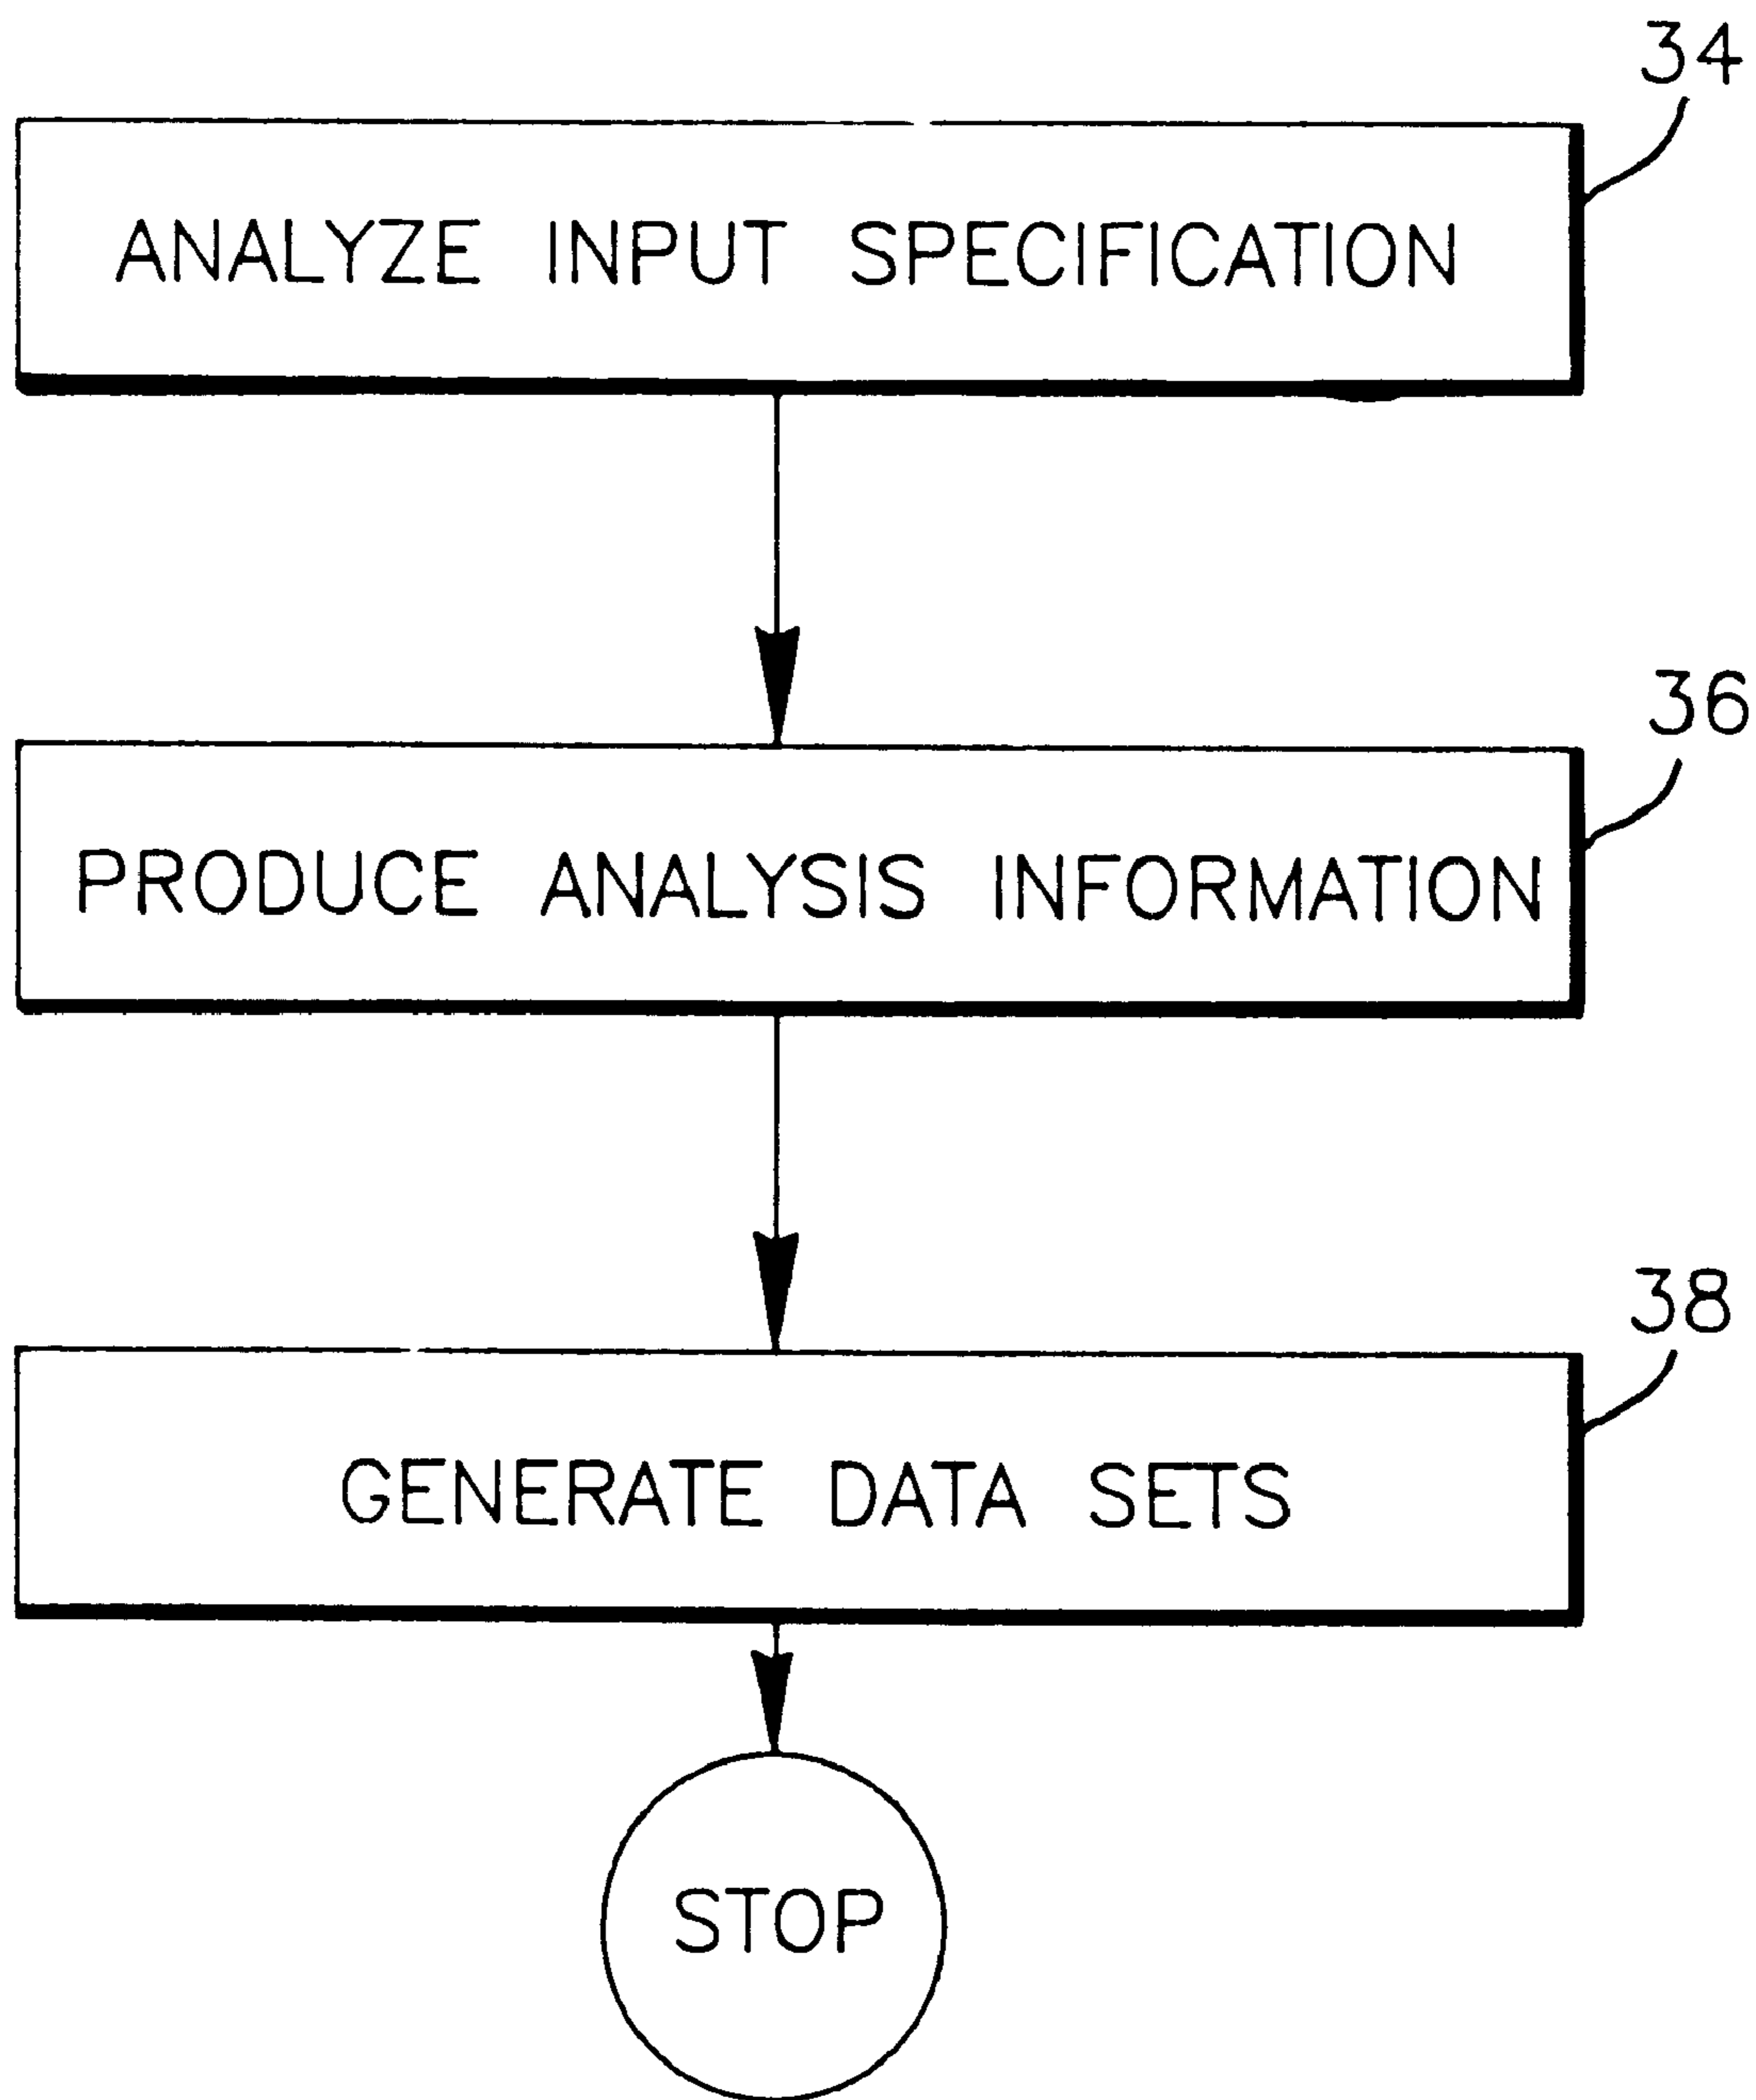 34
ANALYZE INPUT SPECIFICATION
36
PRODUCE ANALYSIS INFORMATION
38
GENERATE DATA SETS
STOP